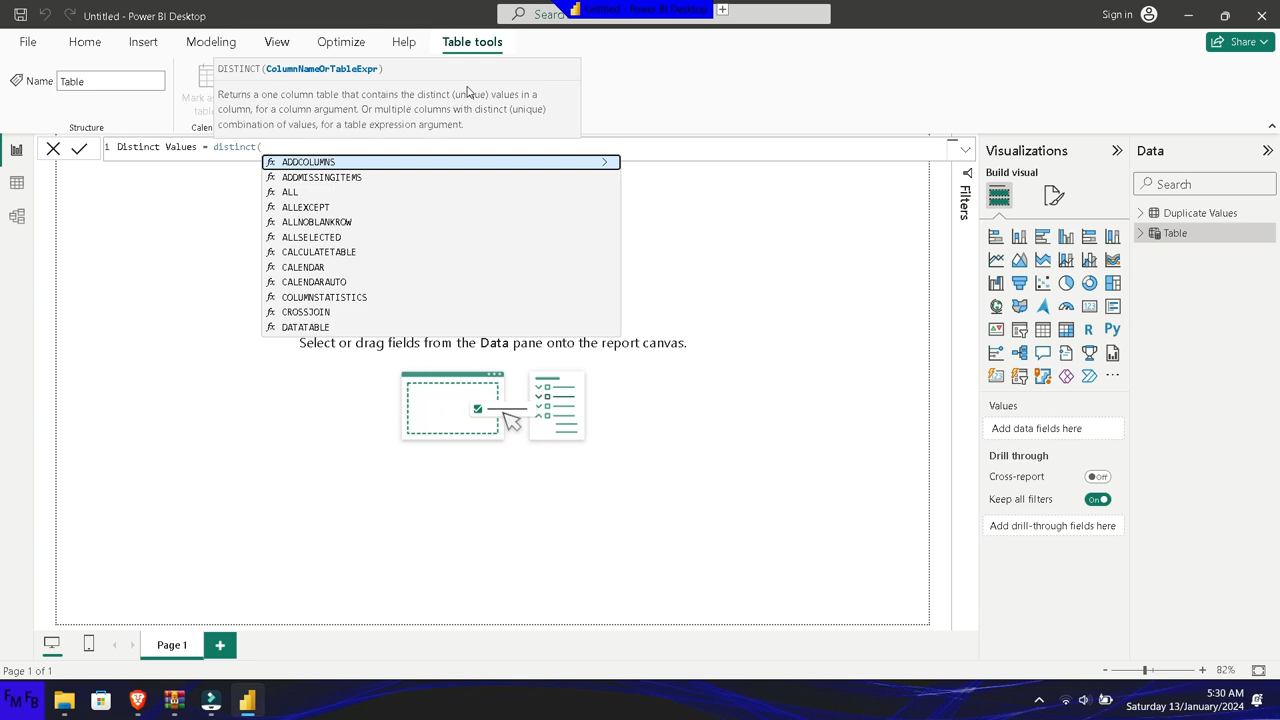 Untitled - Power BI Desktop
Search
Untitled - Power BI Desktop
Sign in
File
Home
Insert
Modeling
View
Optimize
Help
Table tools
Share
Name
Table
Structure
DISTINCT(ColumnNameOrTableExpr)
Returns a one column table that contains the distinct (unique) values in a
column, for a column argument. Or multiple columns with distinct (unique)
combination of values, for a table expression argument.
1 Distinct Values = distinct(
ADDCOLUMNS
ADDMISSINGITEMS
ALL
ALLEXCEPT
ALLNOBLANKROW
ALLSELECTED
CALCULATETABLE
CALENDAR
CALENDARAUTO
COLUMNSTATISTICS
CROSSJOIN
DATATABLE
Select or drag fields from the Data pane onto the report canvas.
Filters
Visualizations
Build visual
Values
Add data fields here
Drill through
Cross-report
Off
Keep all filters
On
Add drill-through fields here
Data
Search
Duplicate Values
Table
Page 1
Page 1 of 1
82%
FM FB
5:30 AM
Saturday 13/January/2024